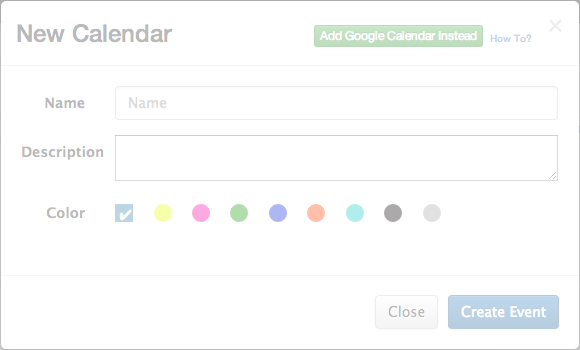 New Calendar
Add Google Calendar Instead
How To?
Name
Name
Description
Color
Close
Create Event